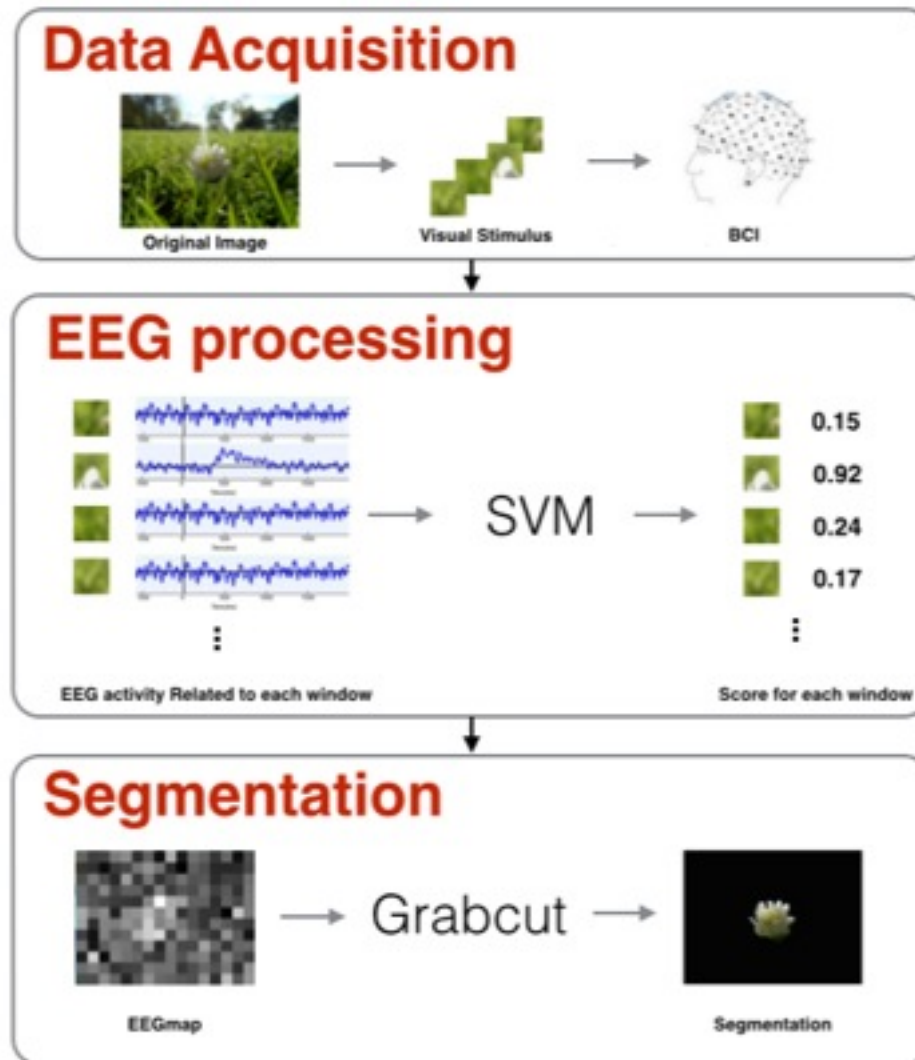 Data Acquisition
Original Image
Visual Stimulus
BCI
EEG processing
0.15
0.92
SVM
0.24
0.17
EEG activity Related to each window
Score for each window
Segmentation
Grabcut
EEGmap
Segmentation